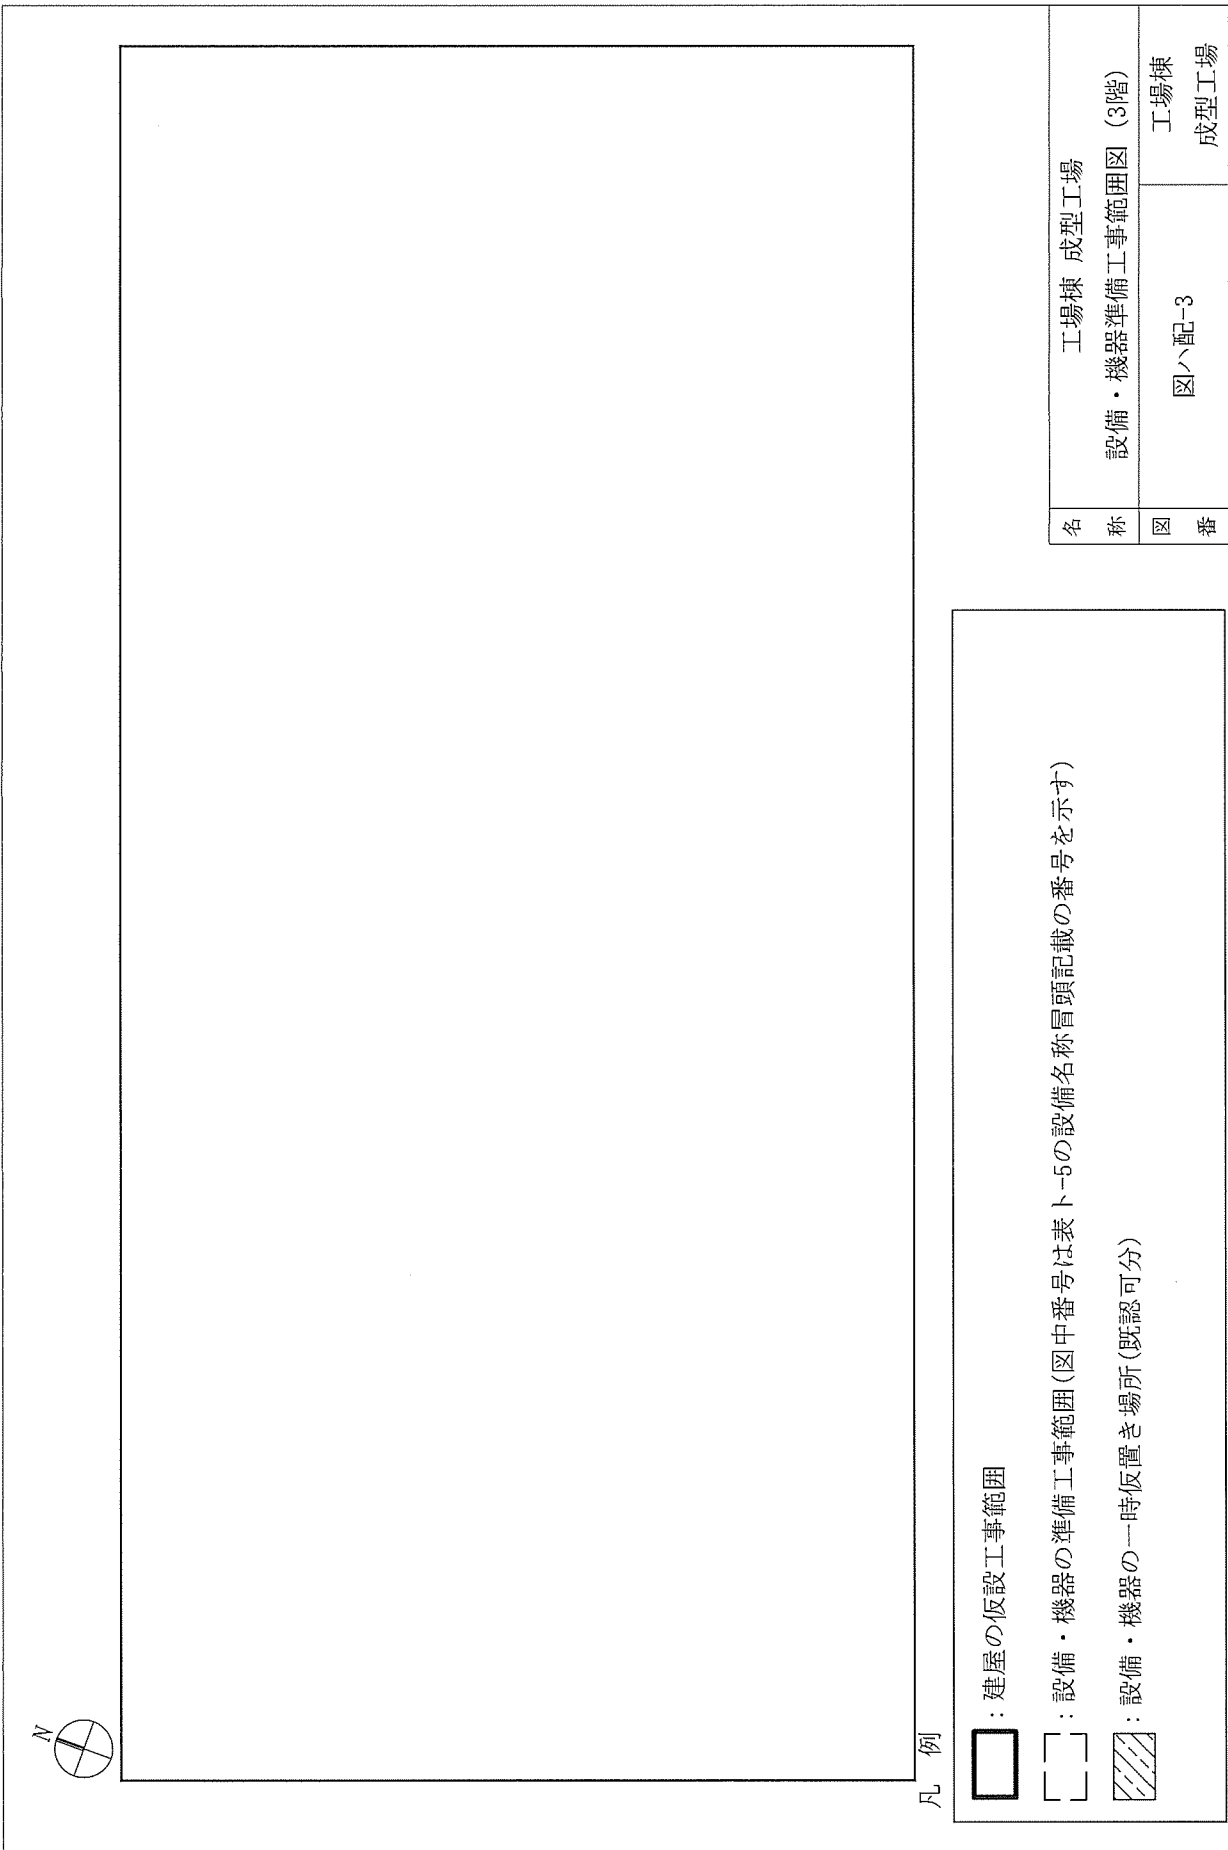 N
凡 例
：建屋の仮設工事範囲
：設備・機器の準備工事範囲(図中番号は表ト-5の設備名称冒頭記載の番号を示す)
：設備・機器の一時仮置き場所(既認可分)
名称
工場棟 成型工場
設備・機器準備工事範囲図 (3階)
図番
図ハ配-3
工場棟
成型工場